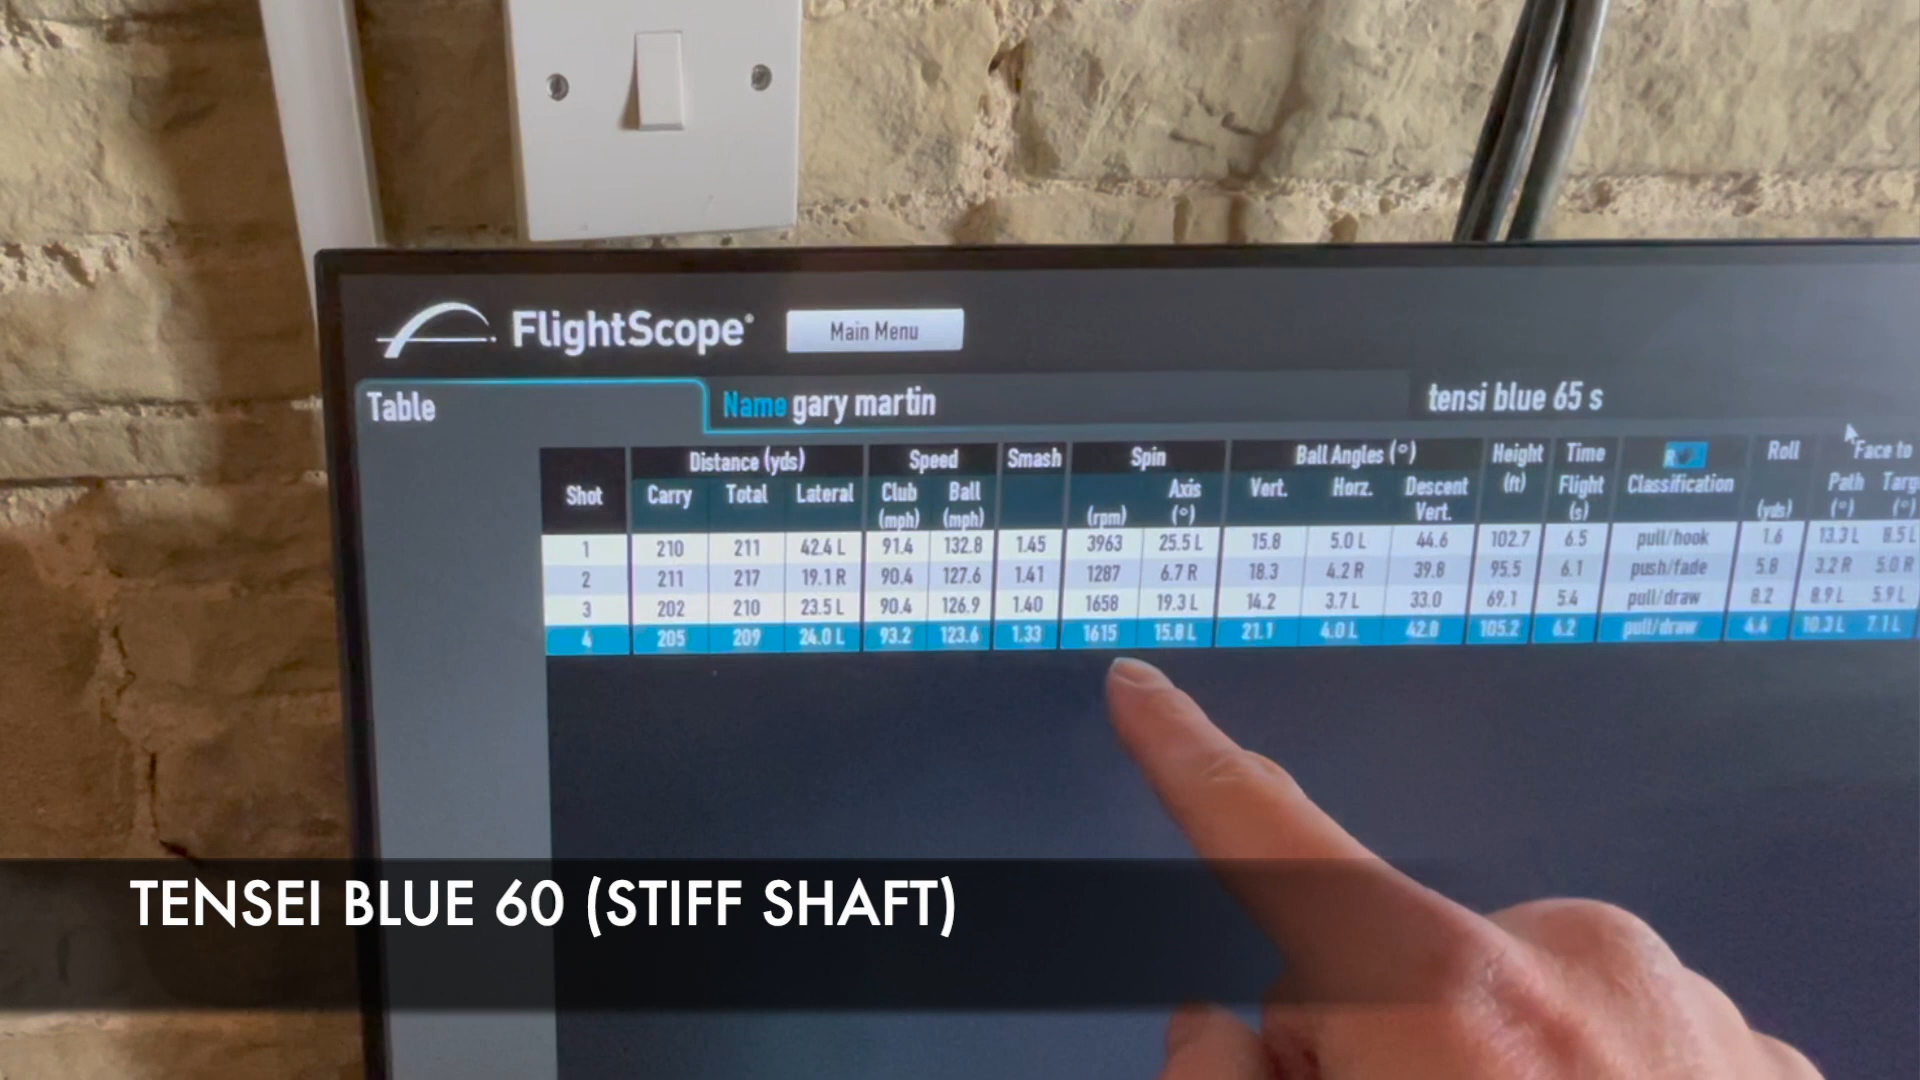 FlightScope®
Main Menu
Table
Name gary martin
tensi blue 65 s
Distance (yds) Speed Smash Spin Ball Angles (°) Height Time Roll Face to
Shot Carry Total Lateral Club Ball Axis Vert. Horz. Descent (ft) Flight Classification Path
(mph) (mph) (rpm) (°) Vert. (s) (yds) (°) (°)
1 210 211 42.4 L 91.4 132.8 1.45 3963 25.5 L 15.8 5.0 L 44.6 102.7 6.5 pull/hook 1.6 13.3 L 8.5 L
2 211 217 19.1 R 90.4 127.6 1.41 1287 6.7 R 18.3 4.2 R 39.8 95.5 6.1 push/fade 5.8 3.2 R 5.0 R
3 202 210 23.5 L 90.4 126.9 1.40 1658 19.3 L 14.2 3.7 L 33.0 69.1 5.4 pull/draw 8.2 8.9 L 5.9 L
4 205 209 24.0 L 93.2 123.6 1.33 1615 15.8 L 21.1 4.0 L 42.8 105.2 6.2 pull/draw 4.4 10.3 L 7.1 L
TENSEI BLUE 60 (STIFF SHAFT)